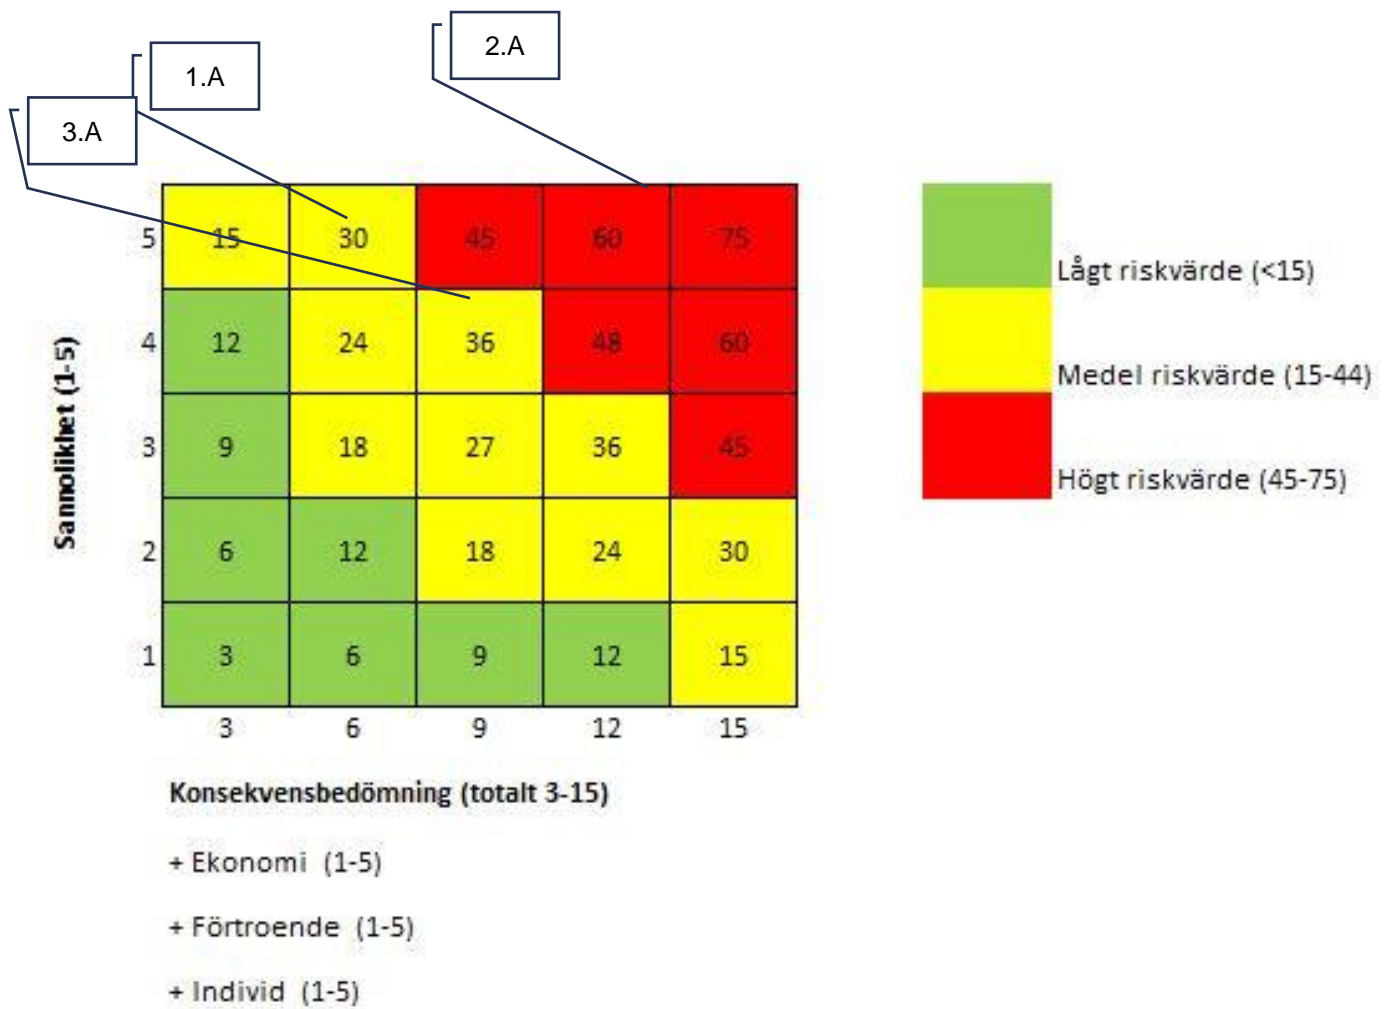 2.A
1.A
3.A
5 15 30 45 60 75
Lågt riskvärde (<15)
4 12 24 36 48 60
Medel riskvärde (15-44)
Sannolikhet (1-5)
3 9 18 27 36 45
Högt riskvärde (45-75)
2 6 12 18 24 30
1 3 6 9 12 15
3 6 9 12 15
Konsekvensbedömning (totalt 3-15)
+ Ekonomi (1-5)
+ Förtroende (1-5)
+ Individ (1-5)